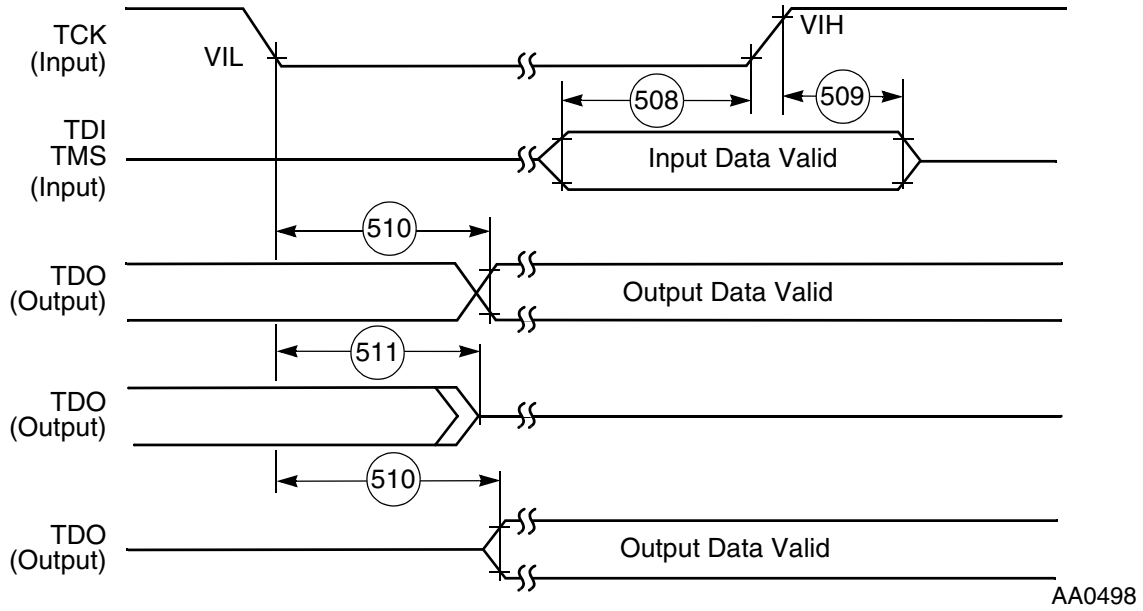 TCK
(Input)
VIL
VIH
508
509
TDI
TMS
(Input)
Input Data Valid
510
TDO
(Output)
Output Data Valid
511
TDO
(Output)
510
TDO
(Output)
Output Data Valid
AA0498